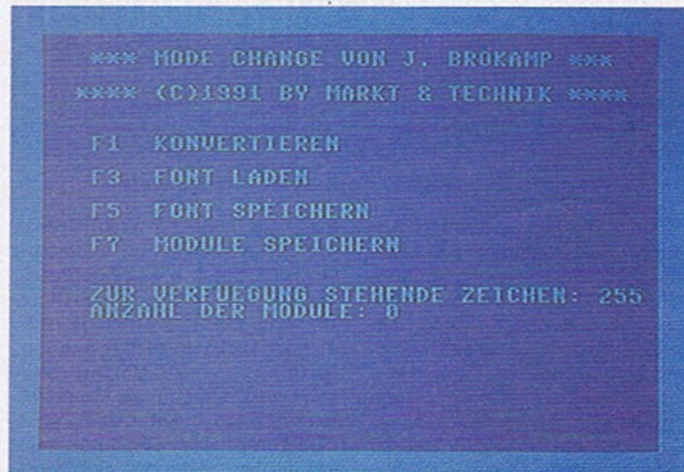 *** MODE CHANGE VON J. BROKAMP ***
**** (C)1991 BY MARKT & TECHNIK ****
F1 KONVERTIEREN
F3 FONT LADEN
F5 FONT SPEICHERN
F7 MODULE SPEICHERN
ZUR VERFUEGUNG STEHENDE ZEICHEN: 255
ANZAHL DER MODULE: 0